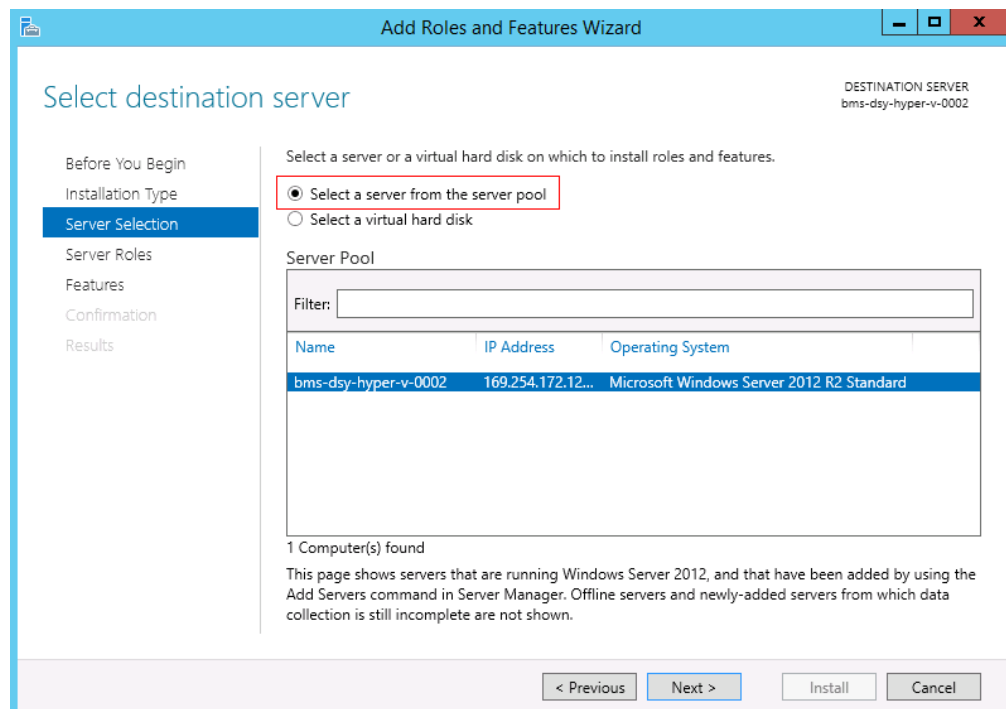 Add Roles and Features Wizard
Select destination server
DESTINATION SERVER
bms-dsy-hyper-v-0002
Before You Begin
Installation Type
Server Selection
Server Roles
Features
Confirmation
Results
Select a server or a virtual hard disk on which to install roles and features.
Select a server from the server pool
Select a virtual hard disk
Server Pool
Filter:
Name IP Address Operating System
bms-dsy-hyper-v-0002 169.254.172.12... Microsoft Windows Server 2012 R2 Standard
1 Computer(s) found
This page shows servers that are running Windows Server 2012, and that have been added by using the
Add Servers command in Server Manager. Offline servers and newly-added servers from which data
collection is still incomplete are not shown.
< Previous Next > Install Cancel